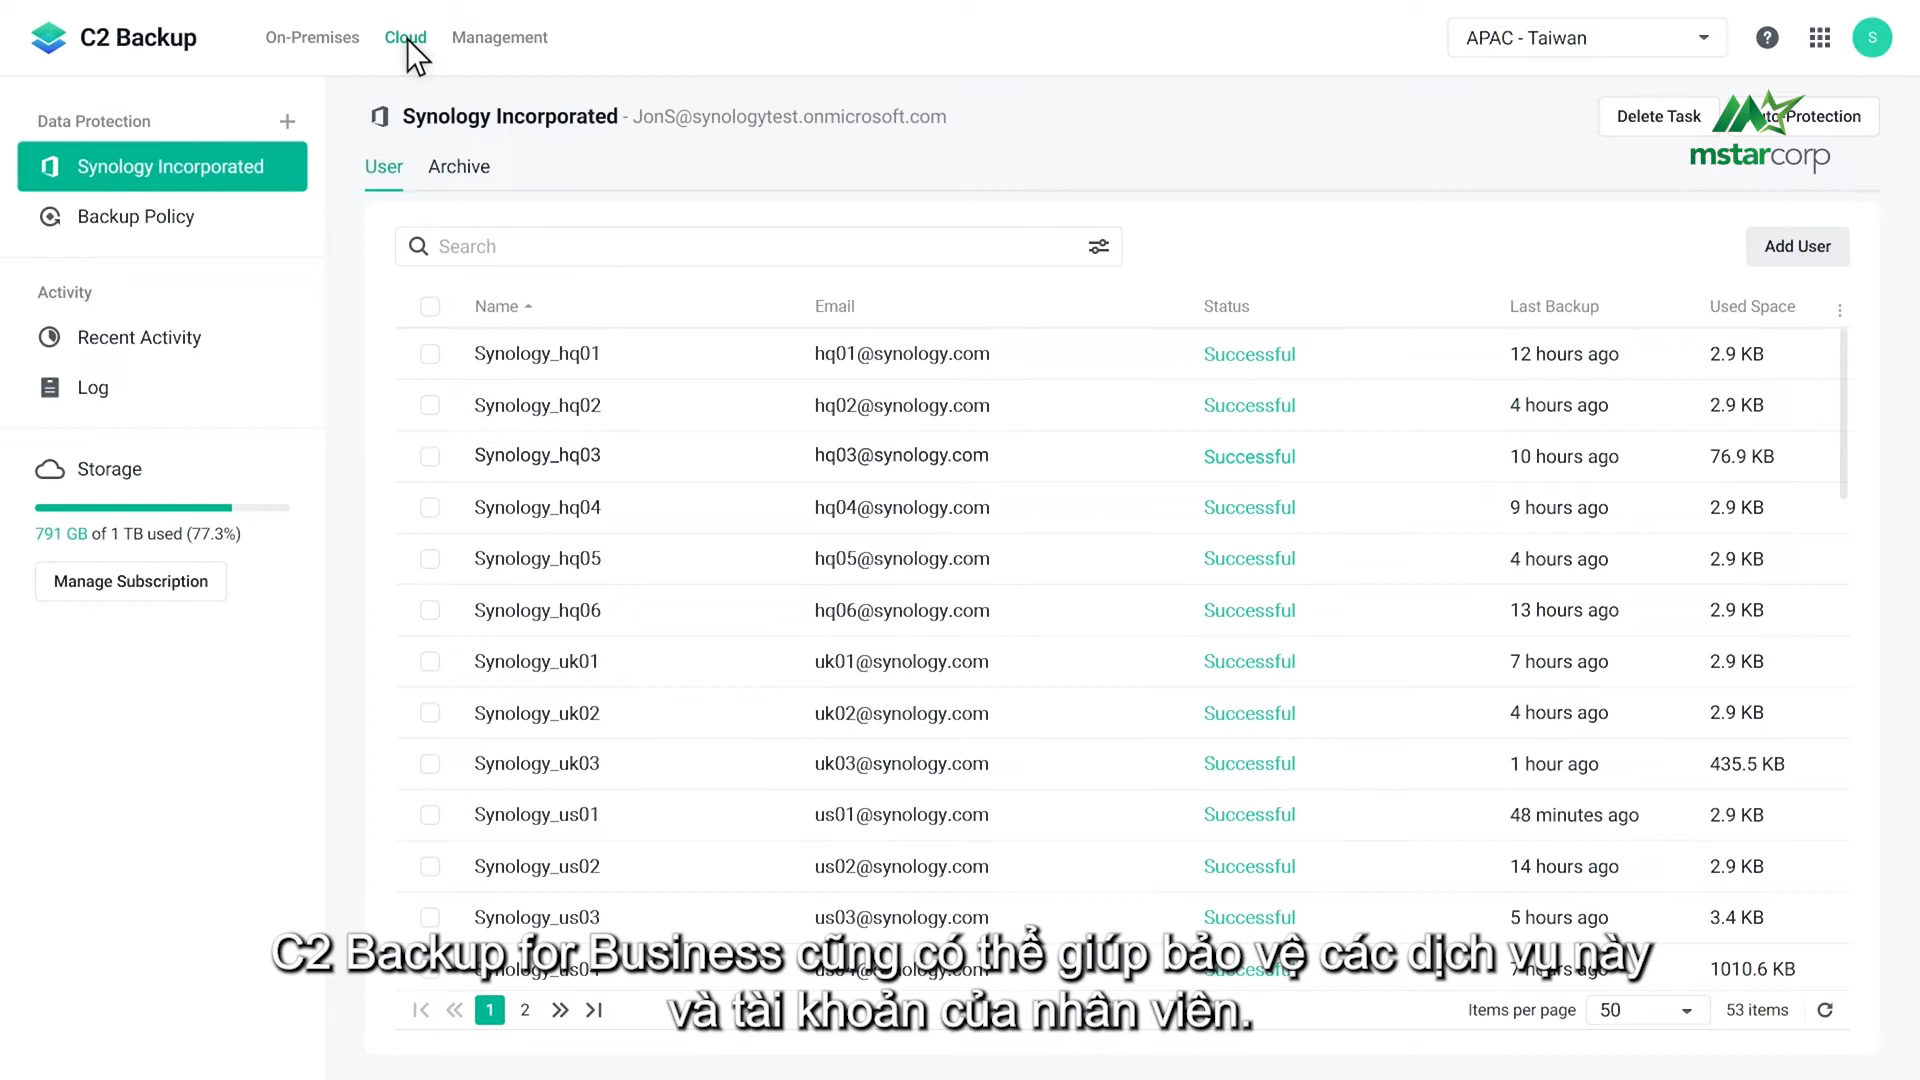 C2 Backup
On-Premises Cloud Management
APAC - Taiwan
S
Data Protection
Synology Incorporated
Backup Policy
Activity
Recent Activity
Log
Storage
791 GB of 1 TB used (77.3%)
Manage Subscription
Synology Incorporated - JonS@synologytest.onmicrosoft.com
Delete Task
Protection
mstarcorp
User Archive
Search
Add User
Name Email Status Last Backup Used Space
Synology_hq01 hq01@synology.com Successful 12 hours ago 2.9 KB
Synology_hq02 hq02@synology.com Successful 4 hours ago 2.9 KB
Synology_hq03 hq03@synology.com Successful 10 hours ago 76.9 KB
Synology_hq04 hq04@synology.com Successful 9 hours ago 2.9 KB
Synology_hq05 hq05@synology.com Successful 4 hours ago 2.9 KB
Synology_hq06 hq06@synology.com Successful 13 hours ago 2.9 KB
Synology_uk01 uk01@synology.com Successful 7 hours ago 2.9 KB
Synology_uk02 uk02@synology.com Successful 4 hours ago 2.9 KB
Synology_uk03 uk03@synology.com Successful 1 hour ago 435.5 KB
Synology_us01 us01@synology.com Successful 48 minutes ago 2.9 KB
Synology_us02 us02@synology.com Successful 14 hours ago 2.9 KB
Synology_us03 us03@synology.com Successful 5 hours ago 3.4 KB
1010.6 KB
C2 Backup for Business cũng có thể giúp bảo vệ các dịch vụ này
và tài khoản của nhân viên.
1 2
Items per page 50 53 items